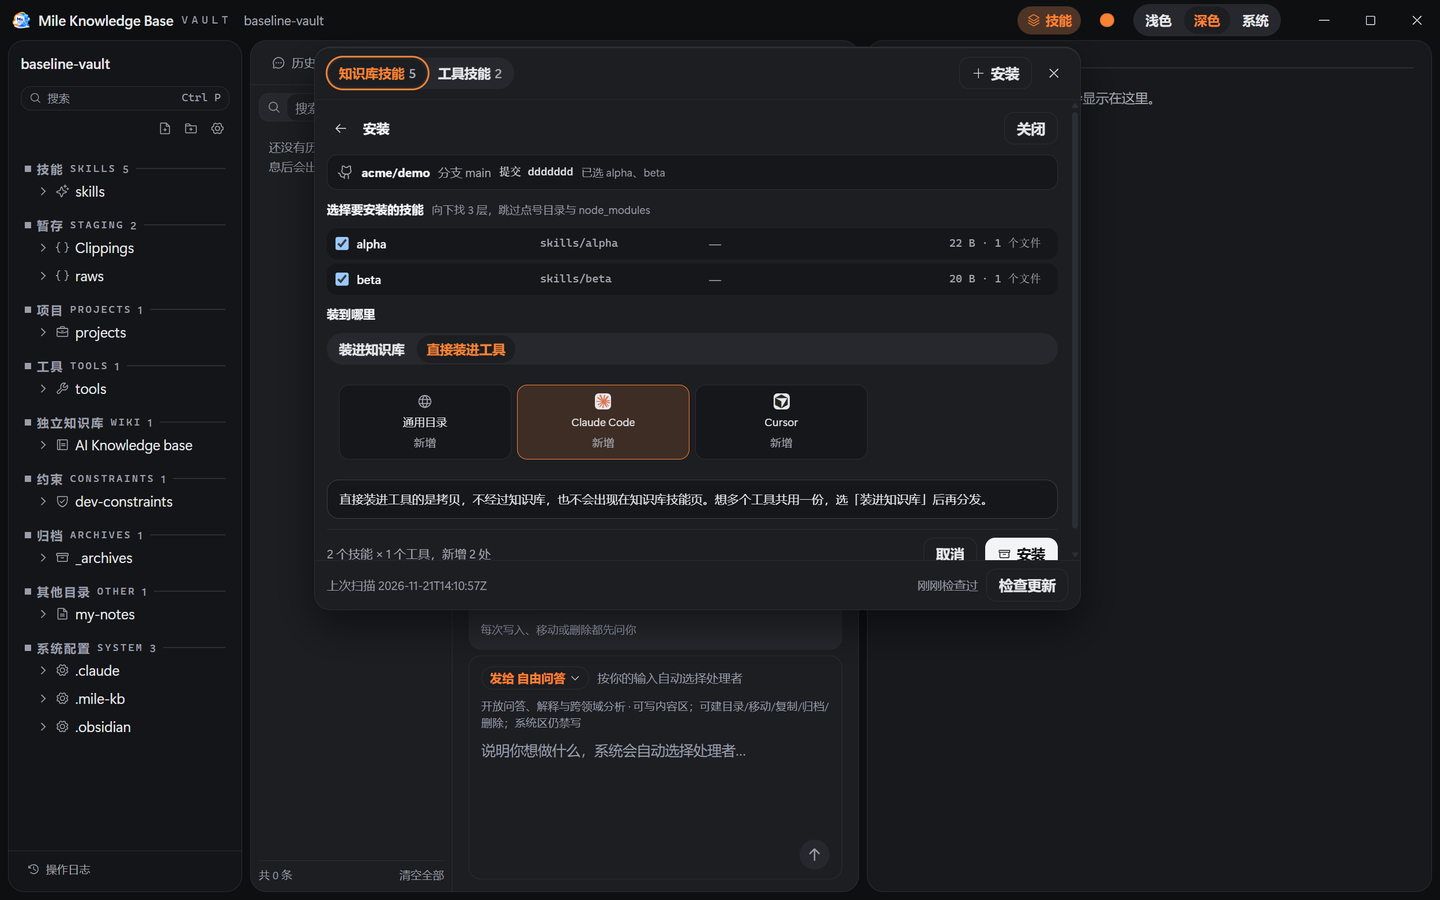 Mile Knowledge Base VAULT baseline-vault
技能
浅色 深色 系统
baseline-vault
搜索 Ctrl P
技能 SKILLS 5
skills
暂存 STAGING 2
Clippings
raws
项目 PROJECTS 1
projects
工具 TOOLS 1
tools
独立知识库 WIKI 1
AI Knowledge base
约束 CONSTRAINTS 1
dev-constraints
归档 ARCHIVES 1
_archives
其他目录 OTHER 1
my-notes
系统配置 SYSTEM 3
.claude
.mile-kb
.obsidian
操作日志
历史
搜索
还没有历
息后会出
共 0 条 清空全部
知识库技能 5 工具技能 2
安装
安装
关闭
acme/demo 分支 main 提交 ddddddd 已选 alpha、beta
选择要安装的技能 向下找 3 层，跳过点号目录与 node_modules
alpha skills/alpha — 22 B · 1 个文件
beta skills/beta — 20 B · 1 个文件
装到哪里
装进知识库 直接装进工具
通用目录
新增
Claude Code
新增
Cursor
新增
直接装进工具的是拷贝，不经过知识库，也不会出现在知识库技能页。想多个工具共用一份，选「装进知识库」后再分发。
2 个技能 × 1 个工具，新增 2 处
取消 安装
上次扫描 2026-11-21T14:10:57Z
刚刚检查过 检查更新
每次写入、移动或删除都先问你
发给 自由问答 按你的输入自动选择处理者
开放问答、解释与跨领域分析 · 可写内容区；可建目录/移动/复制/归档/
删除；系统区仍禁写
说明你想做什么，系统会自动选择处理者...
显示在这里。